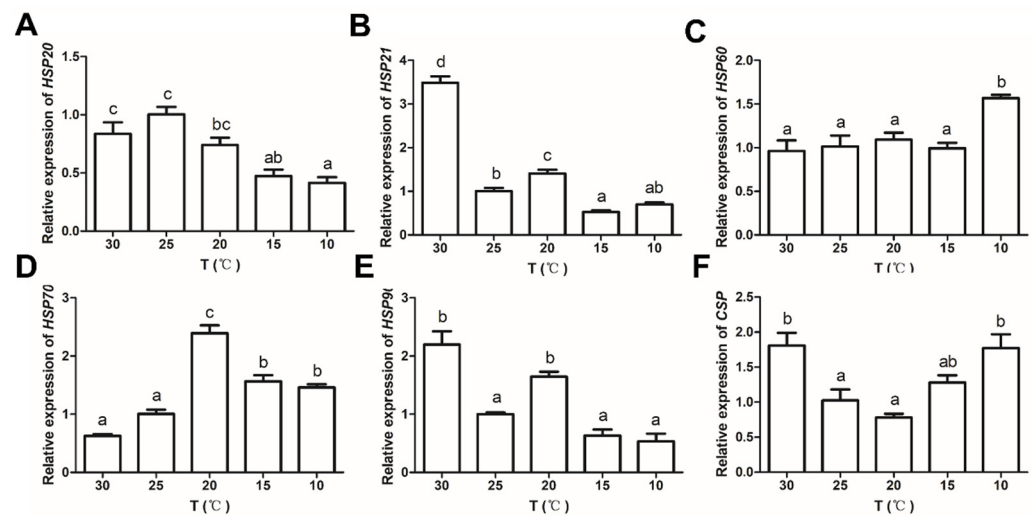 A
Relative expression of HSP20
1.5
1.0
0.5
0.0
c
c
bc
ab
a
30 25 20 15 10
T (℃)
B
Relative expression of HSP21
4
3
2
1
0
d
b
c
a
ab
30 25 20 15 10
T (℃)
C
Relative expression of HSP60
2.0
1.5
1.0
0.5
0.0
a
a
a
a
b
30 25 20 15 10
T (℃)
D
Relative expression of HSP70
3
2
1
0
a
a
c
b
b
30 25 20 15 10
T (℃)
E
Relative expression of HSP9
3
2
1
0
b
a
b
a
a
30 25 20 15 10
T (℃)
F
Relative expression of CSP
2.5
2.0
1.5
1.0
0.5
0.0
b
a
a
ab
b
30 25 20 15 10
T (℃)